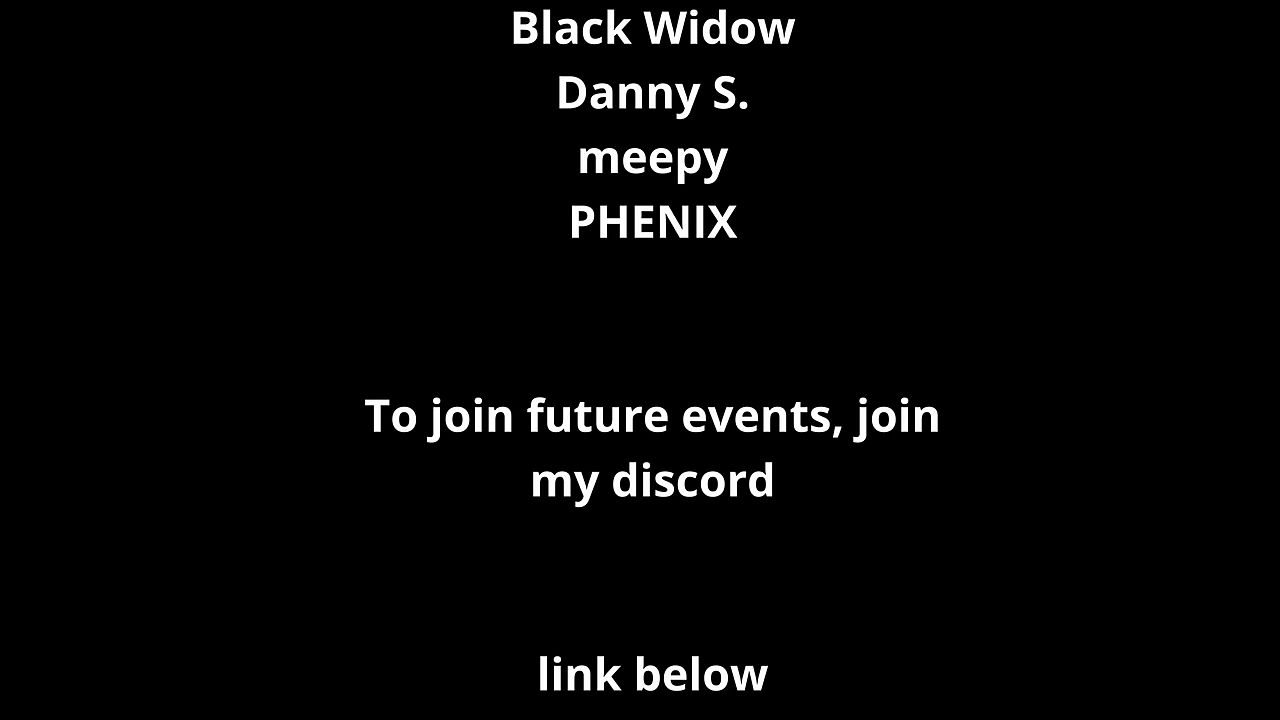 Black Widow
Danny S.
meepy
PHENIX
To join future events, join
my discord
link below